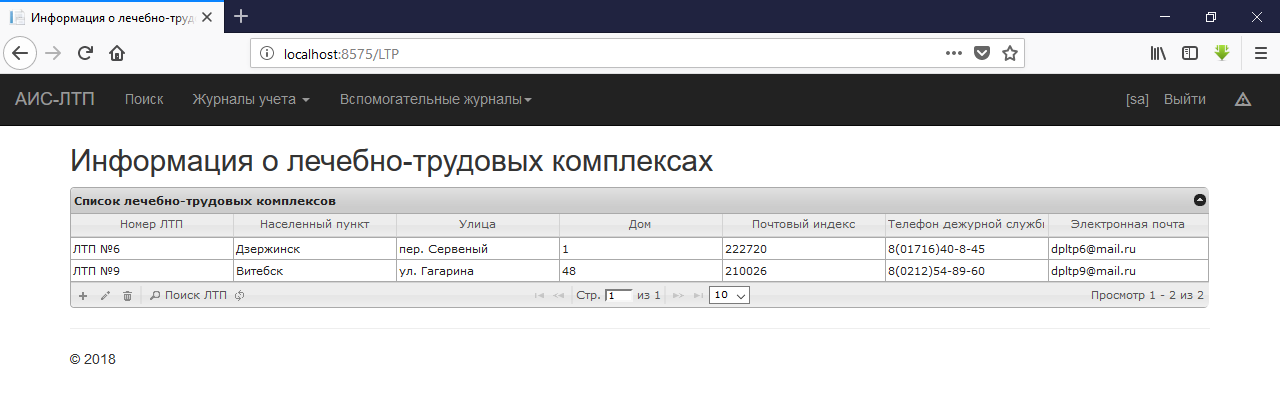 Информация о лечебно-труд
localhost:8575/LTP
АИС-ЛТП Поиск Журналы учета Вспомогательные журналы [sa] Выйти
Информация о лечебно-трудовых комплексах
Список лечебно-трудовых комплексов
Номер ЛТП Населенный пункт Улица Дом Почтовый индекс Телефон дежурной службы Электронная почта
ЛТП №6 Дзержинск пер. Сервеный 1 222720 8(01716)40-8-45 dpltp6@mail.ru
ЛТП №9 Витебск ул. Гагарина 48 210026 8(0212)54-89-60 dpltp9@mail.ru
Поиск ЛТП Стр. 1 из 1 10 Просмотр 1 - 2 из 2
© 2018